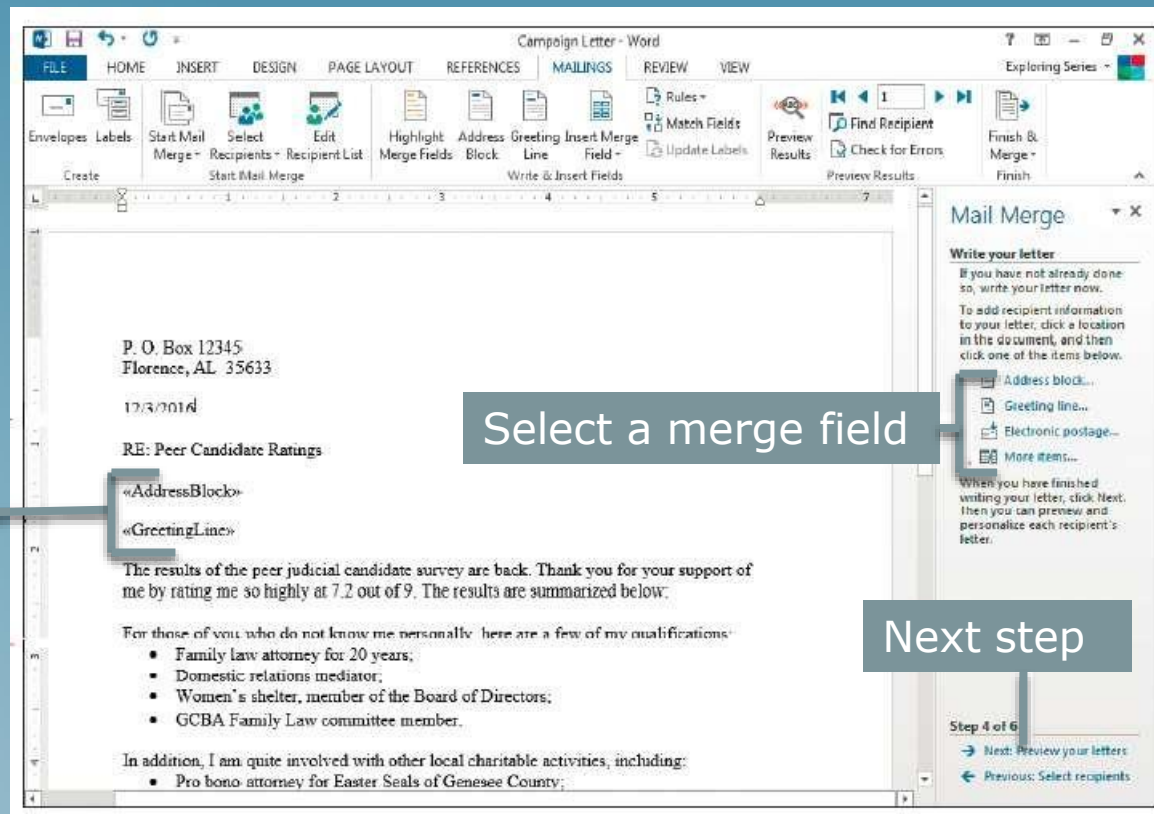 Campaign Letter - Word
FILE HOME INSERT DESIGN PAGE LAYOUT REFERENCES MAILINGS REVIEW VIEW Exploring Series
Envelopes Labels Start Mail Merge Select Recipients Edit Recipient List Highlight Merge Fields Address Block Greeting Line Insert Merge Field Rules Match Fields Update Labels Preview Results 1 Find Recipient Check for Errors Finish & Merge
Create Start Mail Merge Write & Insert Fields Preview Results Finish
1 2 3 4 5 7
Mail Merge
Write your letter
If you have not already done
so, write your letter now.
To add recipient information
to your letter, click a location
in the document, and then
click one of the items below.
Address block...
Greeting line...
Electronic postage...
More items...
When you have finished
writing your letter, click Next.
Then you can preview and
personalize each recipient's
letter.
Step 4 of 6
Next: Preview your letters
Previous: Select recipients
P. O. Box 12345
Florence, AL 35633
12/3/2016
RE: Peer Candidate Ratings
«AddressBlock»
«GreetingLine»
The results of the peer judicial candidate survey are back. Thank you for your support of
me by rating me so highly at 7.2 out of 9. The results are summarized below:
For those of you who do not know me personally, here are a few of my qualifications:
• Family law attorney for 20 years;
• Domestic relations mediator;
• Women's shelter, member of the Board of Directors;
• GCBA Family Law committee member.
In addition, I am quite involved with other local charitable activities, including:
• Pro bono attorney for Easter Seals of Genesee County;
Select a merge field
Next step